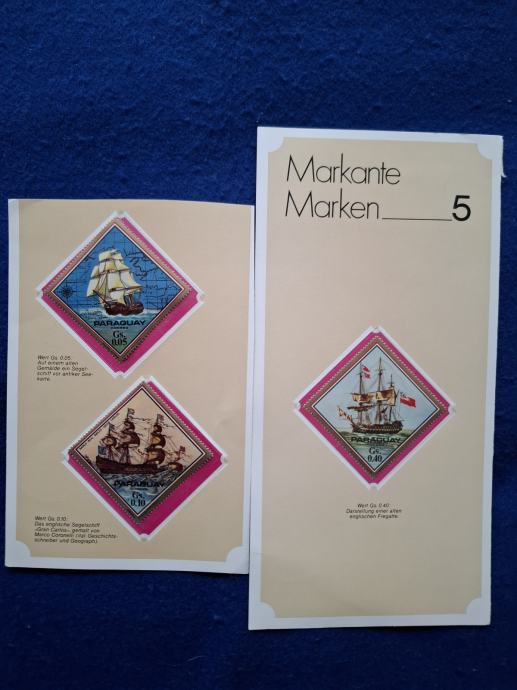 Markante
Marken 5
PARAGUAY
CORREO
Gs.
0.05
Wert Gs. 0.05:
Auf einem alten
Gemälde ein Segel-
schiff vor antiker See-
karte.
PARAGUAY
Gs.
0.10
Wert Gs. 0.10:
Das englische Segelschiff
«Gran Carlos», gemalt von
Marco Coronelli (ital. Geschichts-
schreiber und Geograph).
PARAGUAY
Gs.
0.40
Wert Gs. 0.40:
Darstellung einer alten
englischen Fregatte.